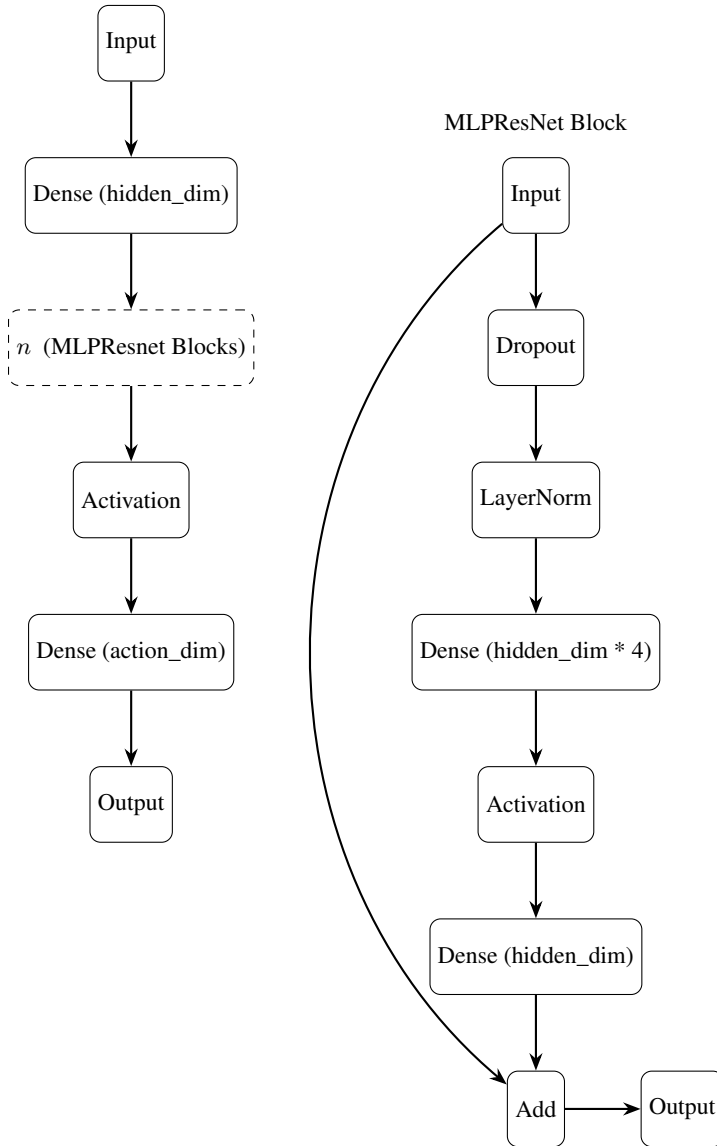 Input
Dense (hidden_dim)
n (MLPResnet Blocks)
Activation
Dense (action_dim)
Output
MLPResNet Block
Input
Dropout
LayerNorm
Dense (hidden_dim * 4)
Activation
Dense (hidden_dim)
Add
Output